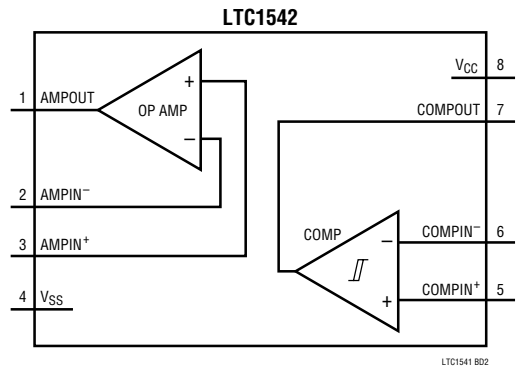 LTC1542
1 AMPOUT
OP AMP
+
–
2 AMPIN–
3 AMPIN+
4 VSS
VCC 8
COMPOUT 7
COMP
–
+
COMPIN– 6
COMPIN+ 5
LTC1541 BD2